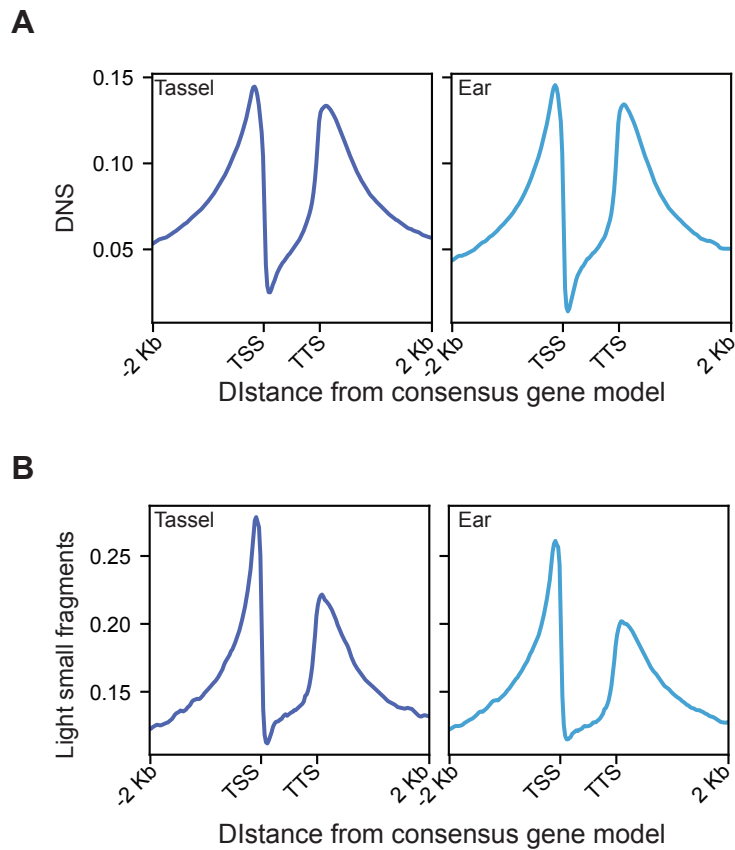 A
Tassel
Ear
DNS
0.15
0.10
0.05
-2 Kb
TSS
TTS
2 Kb
-2 Kb
TSS
TTS
2 Kb
DIstance from consensus gene model
B
Tassel
Ear
Light small fragments
0.25
0.20
0.15
-2 Kb
TSS
TTS
2 Kb
-2 Kb
TSS
TTS
2 Kb
DIstance from consensus gene model